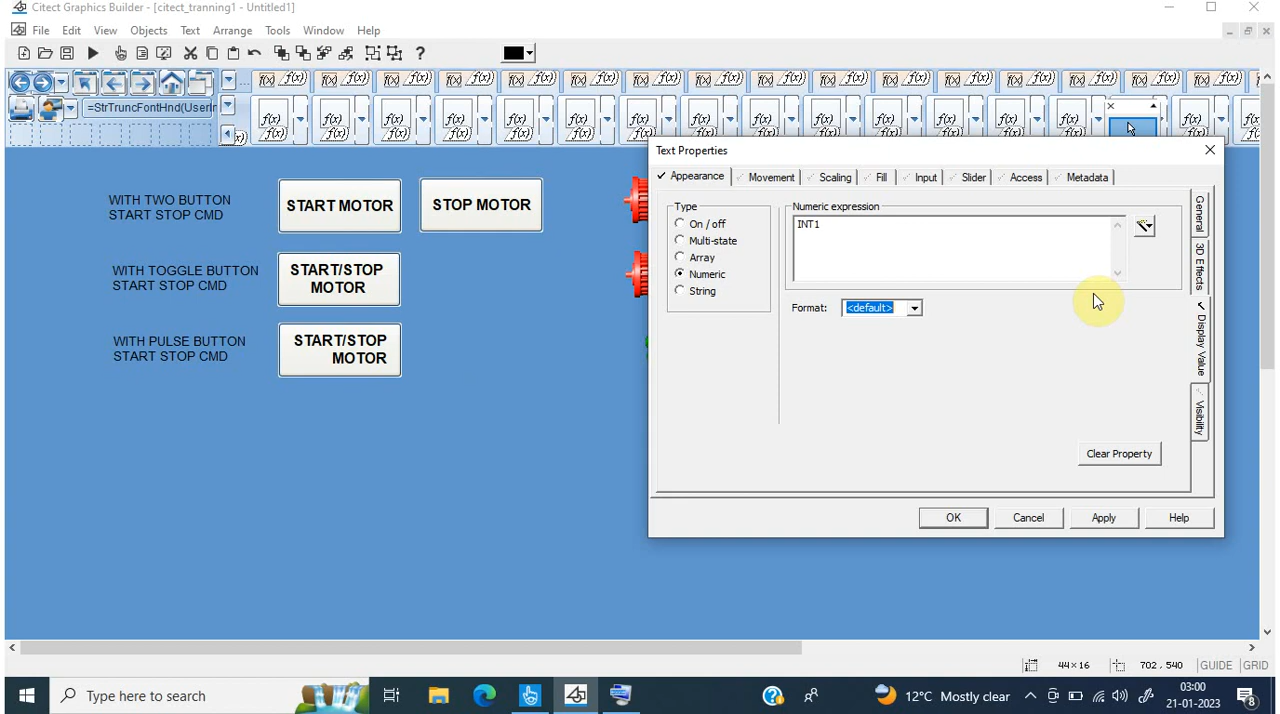 Citect Graphics Builder - [citect_tranning1 - Untitled1]
File Edit View Objects Text Arrange Tools Window Help
=StrTruncFontHnd(UserIn
WITH TWO BUTTON
START STOP CMD
START MOTOR
STOP MOTOR
WITH TOGGLE BUTTON
START STOP CMD
START/STOP
MOTOR
WITH PULSE BUTTON
START STOP CMD
START/STOP
MOTOR
Text Properties
Appearance Movement Scaling Fill Input Slider Access Metadata
Type
On / off
Multi-state
Array
Numeric
String
Numeric expression
INT1
Format: <default>
General
3D Effects
Display Value
Visibility
Clear Property
OK Cancel Apply Help
44×16 702 , 540 GUIDE GRID
Type here to search
12°C Mostly clear
03:00
21-01-2023
8